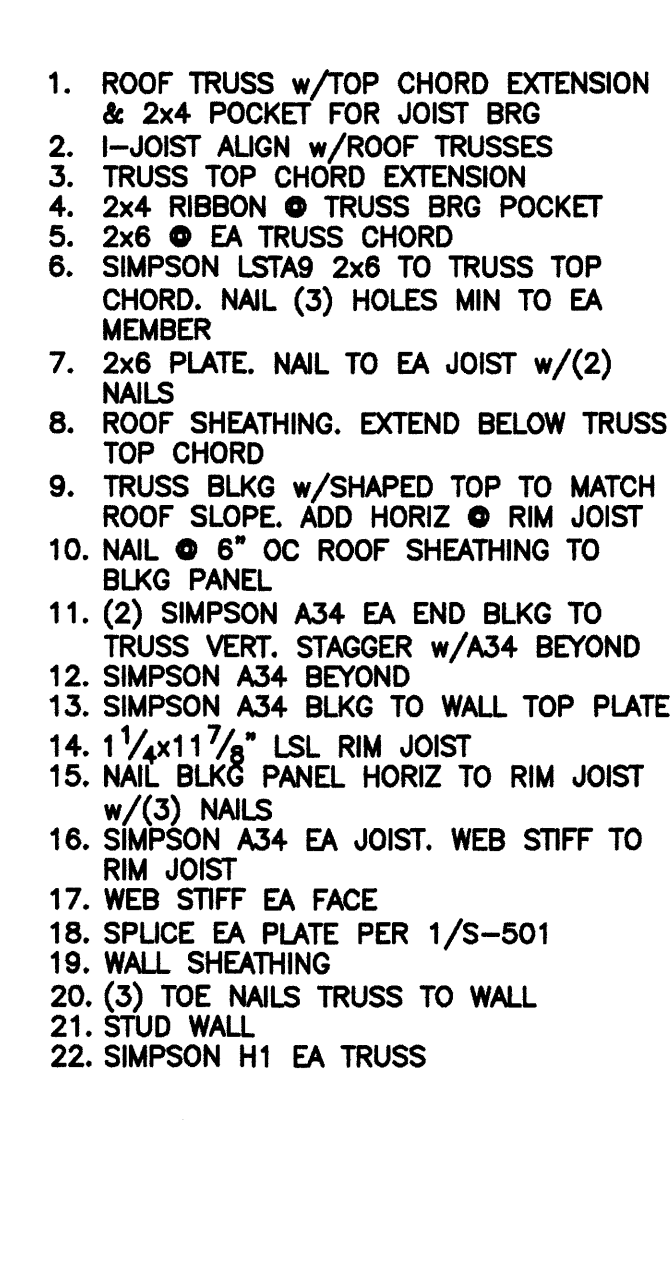 1. ROOF TRUSS w/TOP CHORD EXTENSION
& 2x4 POCKET FOR JOIST BRG
2. I-JOIST ALIGN w/ROOF TRUSSES
3. TRUSS TOP CHORD EXTENSION
4. 2x4 RIBBON @ TRUSS BRG POCKET
5. 2x6 @ EA TRUSS CHORD
6. SIMPSON LSTA9 2x6 TO TRUSS TOP
CHORD. NAIL (3) HOLES MIN TO EA
MEMBER
7. 2x6 PLATE. NAIL TO EA JOIST w/(2)
NAILS
8. ROOF SHEATHING. EXTEND BELOW TRUSS
TOP CHORD
9. TRUSS BLKG w/SHAPED TOP TO MATCH
ROOF SLOPE. ADD HORIZ @ RIM JOIST
10. NAIL @ 6" OC ROOF SHEATHING TO
BLKG PANEL
11. (2) SIMPSON A34 EA END BLKG TO
TRUSS VERT. STAGGER w/A34 BEYOND
12. SIMPSON A34 BEYOND
13. SIMPSON A34 BLKG TO WALL TOP PLATE
14. 1 1/4x11 7/8" LSL RIM JOIST
15. NAIL BLKG PANEL HORIZ TO RIM JOIST
w/(3) NAILS
16. SIMPSON A34 EA JOIST. WEB STIFF TO
RIM JOIST
17. WEB STIFF EA FACE
18. SPLICE EA PLATE PER 1/S-501
19. WALL SHEATHING
20. (3) TOE NAILS TRUSS TO WALL
21. STUD WALL
22. SIMPSON H1 EA TRUSS